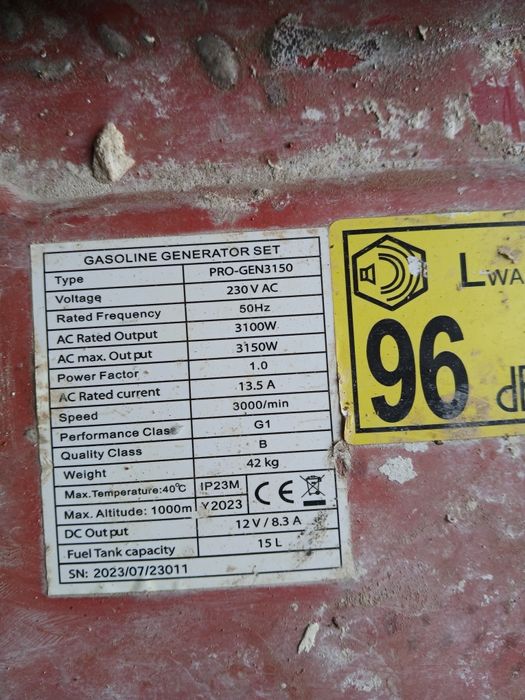 GASOLINE GENERATOR SET
Type PRO-GEN3150
Voltage 230 V AC
Rated Frequency 50Hz
AC Rated Output 3100W
AC max. Output 3150W
Power Factor 1.0
AC Rated current 13.5 A
Speed 3000/min
Performance Class G1
Quality Class B
Weight 42 kg
Max.Temperature:40℃ IP23M CE
Max. Altitude: 1000m Y2023
DC Output 12V / 8.3 A
Fuel Tank capacity 15 L
SN: 2023/07/23011
LWA
96 dB